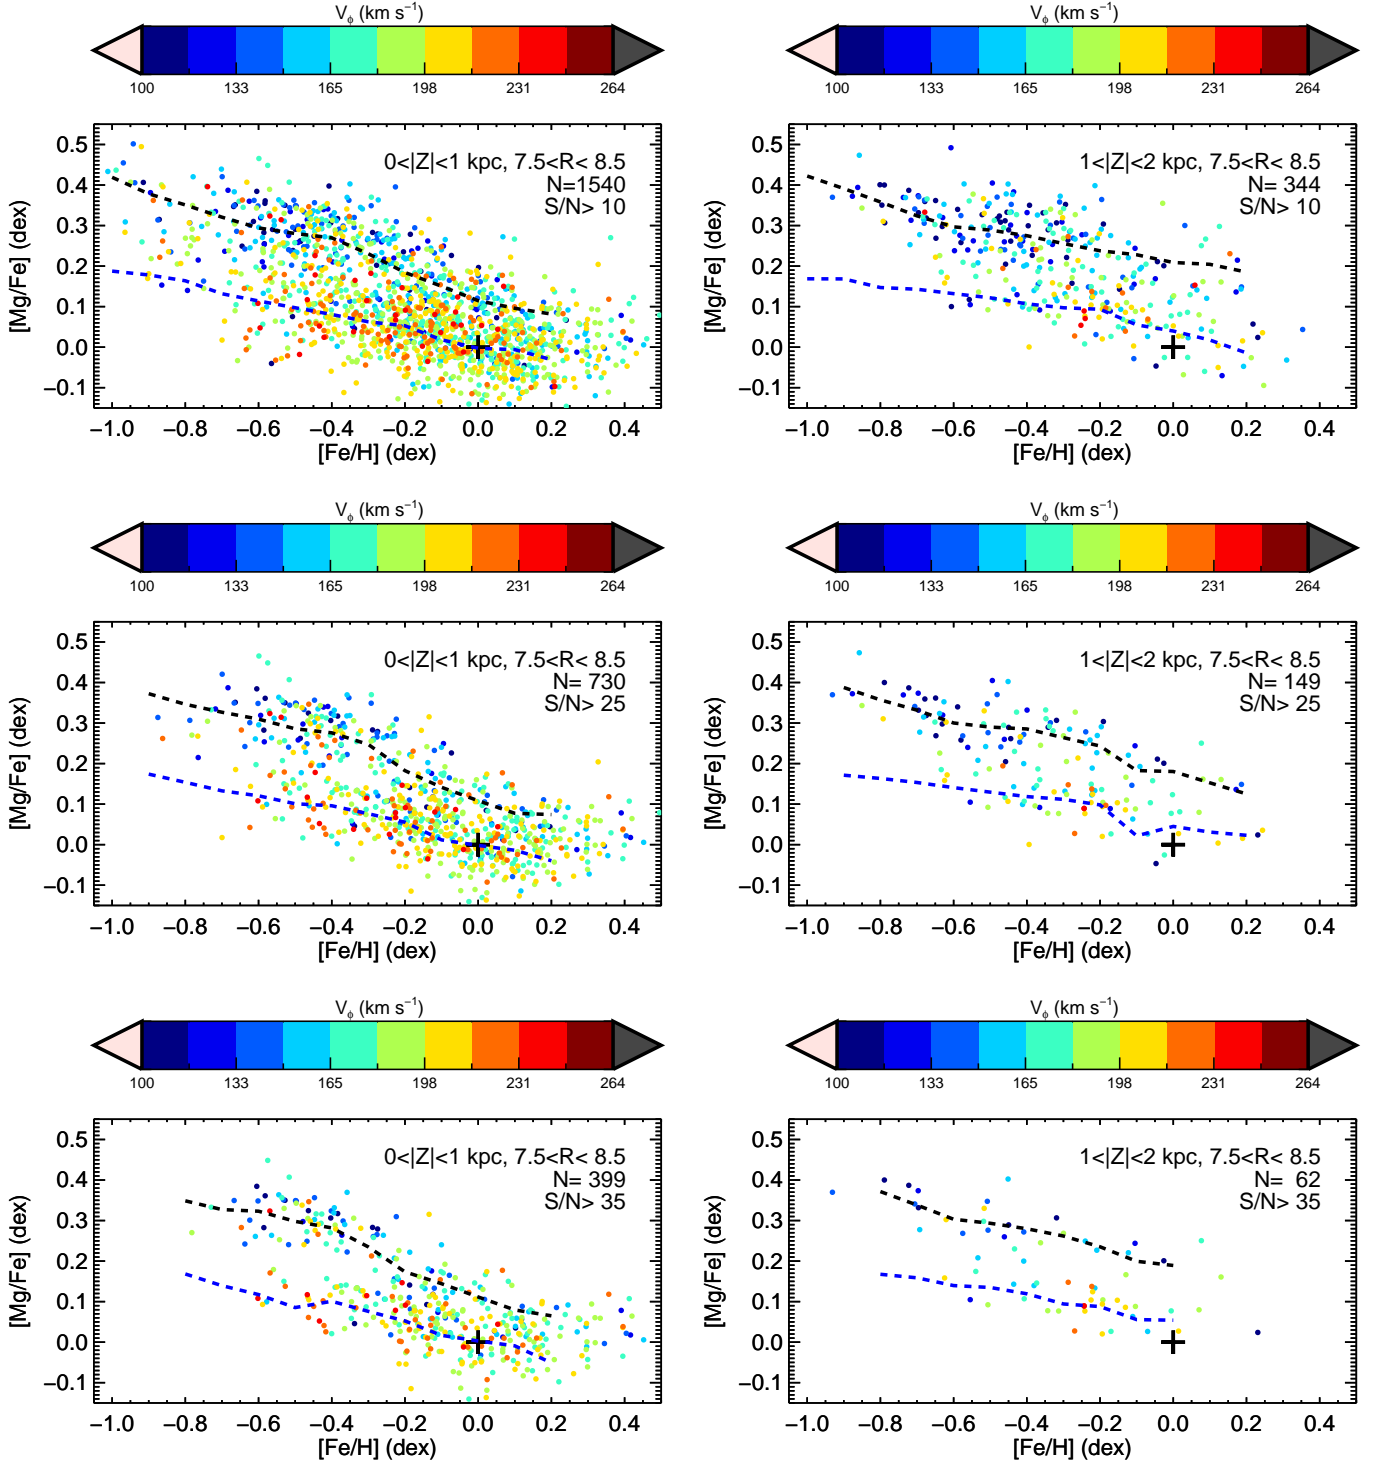 V_φ (km s⁻¹) V_φ (km s⁻¹)
100 133 165 198 231 264 100 133 165 198 231 264
0<|Z|<1 kpc, 7.5<R< 8.5
N=1540
S/N> 10
0.5
0.4
0.3
0.2
0.1
0.0
−0.1
[Mg/Fe] (dex)
−1.0 −0.8 −0.6 −0.4 −0.2 0.0 0.2 0.4
[Fe/H] (dex)
1<|Z|<2 kpc, 7.5<R< 8.5
N= 344
S/N> 10
0.5
0.4
0.3
0.2
0.1
0.0
−0.1
[Mg/Fe] (dex)
−1.0 −0.8 −0.6 −0.4 −0.2 0.0 0.2 0.4
[Fe/H] (dex)
V_φ (km s⁻¹) V_φ (km s⁻¹)
100 133 165 198 231 264 100 133 165 198 231 264
0<|Z|<1 kpc, 7.5<R< 8.5
N= 730
S/N> 25
0.5
0.4
0.3
0.2
0.1
0.0
−0.1
[Mg/Fe] (dex)
−1.0 −0.8 −0.6 −0.4 −0.2 0.0 0.2 0.4
[Fe/H] (dex)
1<|Z|<2 kpc, 7.5<R< 8.5
N= 149
S/N> 25
0.5
0.4
0.3
0.2
0.1
0.0
−0.1
[Mg/Fe] (dex)
−1.0 −0.8 −0.6 −0.4 −0.2 0.0 0.2 0.4
[Fe/H] (dex)
V_φ (km s⁻¹) V_φ (km s⁻¹)
100 133 165 198 231 264 100 133 165 198 231 264
0<|Z|<1 kpc, 7.5<R< 8.5
N= 399
S/N> 35
0.5
0.4
0.3
0.2
0.1
0.0
−0.1
[Mg/Fe] (dex)
−1.0 −0.8 −0.6 −0.4 −0.2 0.0 0.2 0.4
[Fe/H] (dex)
1<|Z|<2 kpc, 7.5<R< 8.5
N= 62
S/N> 35
0.5
0.4
0.3
0.2
0.1
0.0
−0.1
[Mg/Fe] (dex)
−1.0 −0.8 −0.6 −0.4 −0.2 0.0 0.2 0.4
[Fe/H] (dex)